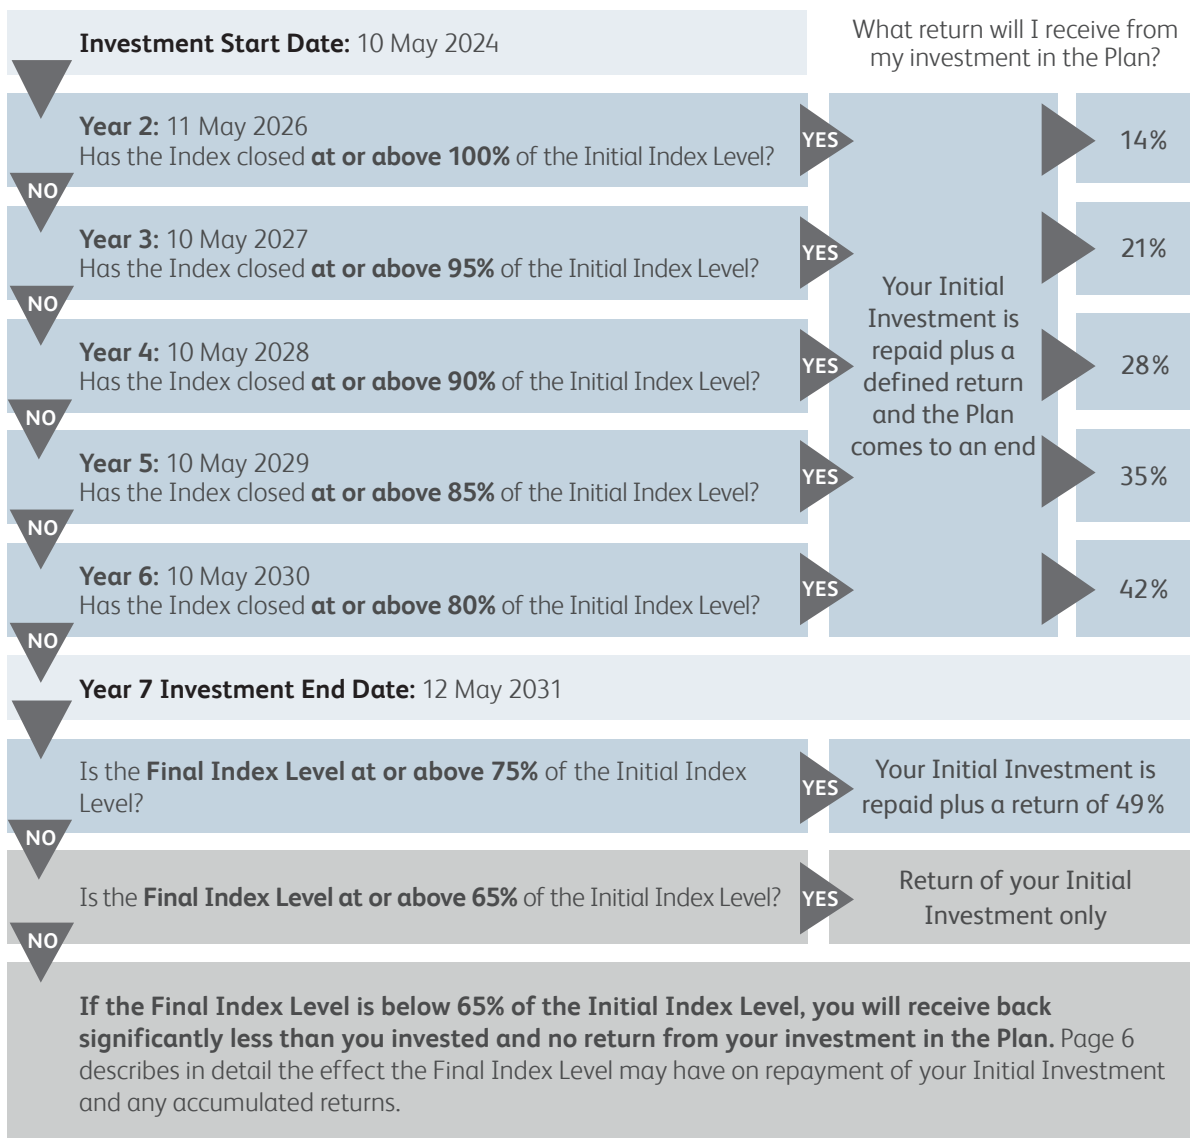 Investment Start Date: 10 May 2024
What return will I receive from
my investment in the Plan?
Year 2: 11 May 2026
Has the Index closed at or above 100% of the Initial Index Level?
YES
14%
NO
Year 3: 10 May 2027
Has the Index closed at or above 95% of the Initial Index Level?
YES
21%
NO
Year 4: 10 May 2028
Has the Index closed at or above 90% of the Initial Index Level?
YES
28%
NO
Year 5: 10 May 2029
Has the Index closed at or above 85% of the Initial Index Level?
YES
35%
NO
Year 6: 10 May 2030
Has the Index closed at or above 80% of the Initial Index Level?
YES
42%
Your Initial
Investment is
repaid plus a
defined return
and the Plan
comes to an end
NO
Year 7 Investment End Date: 12 May 2031
Is the Final Index Level at or above 75% of the Initial Index
Level?
YES
Your Initial Investment is
repaid plus a return of 49%
NO
Is the Final Index Level at or above 65% of the Initial Index Level?
YES
Return of your Initial
Investment only
NO
If the Final Index Level is below 65% of the Initial Index Level, you will receive back
significantly less than you invested and no return from your investment in the Plan. Page 6
describes in detail the effect the Final Index Level may have on repayment of your Initial Investment
and any accumulated returns.